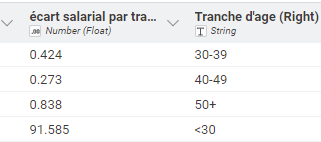 écart salarial par tra... Tranche d'age (Right)
.00 Number (Float) T String
0.424 30-39
0.273 40-49
0.838 50+
91.585 <30